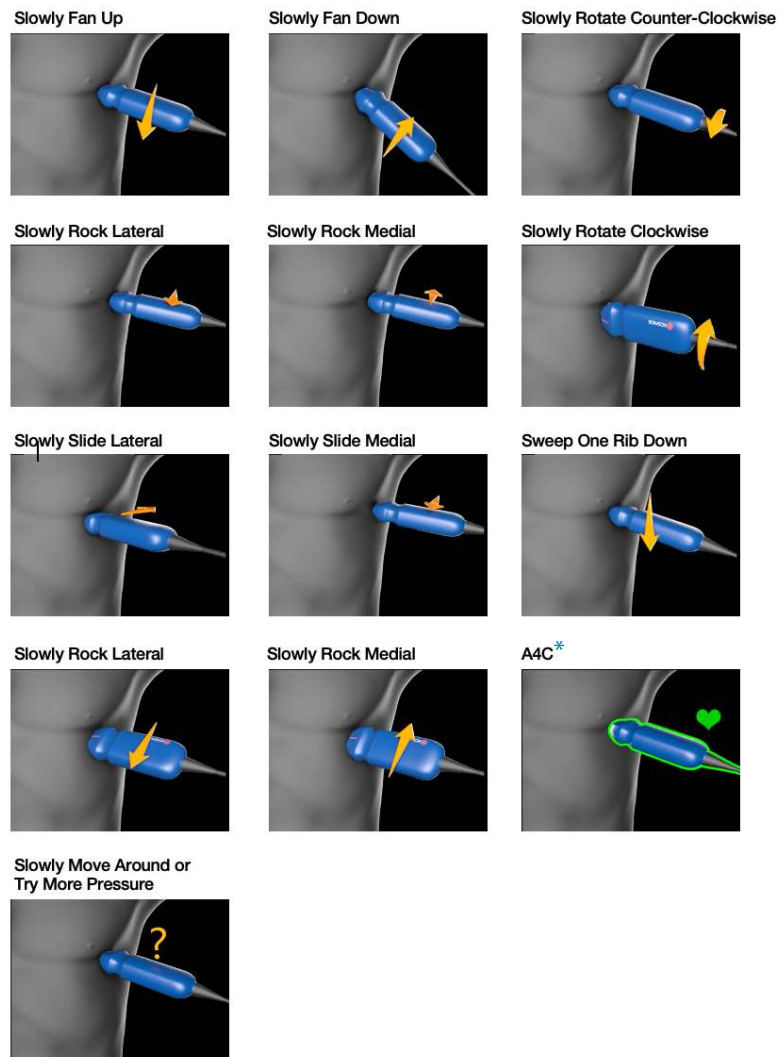 Slowly Fan Up
Slowly Fan Down
Slowly Rotate Counter-Clockwise
Slowly Rock Lateral
Slowly Rock Medial
Slowly Rotate Clockwise
Slowly Slide Lateral
Slowly Slide Medial
Sweep One Rib Down
Slowly Rock Lateral
Slowly Rock Medial
A4C*
Slowly Move Around or
Try More Pressure
?